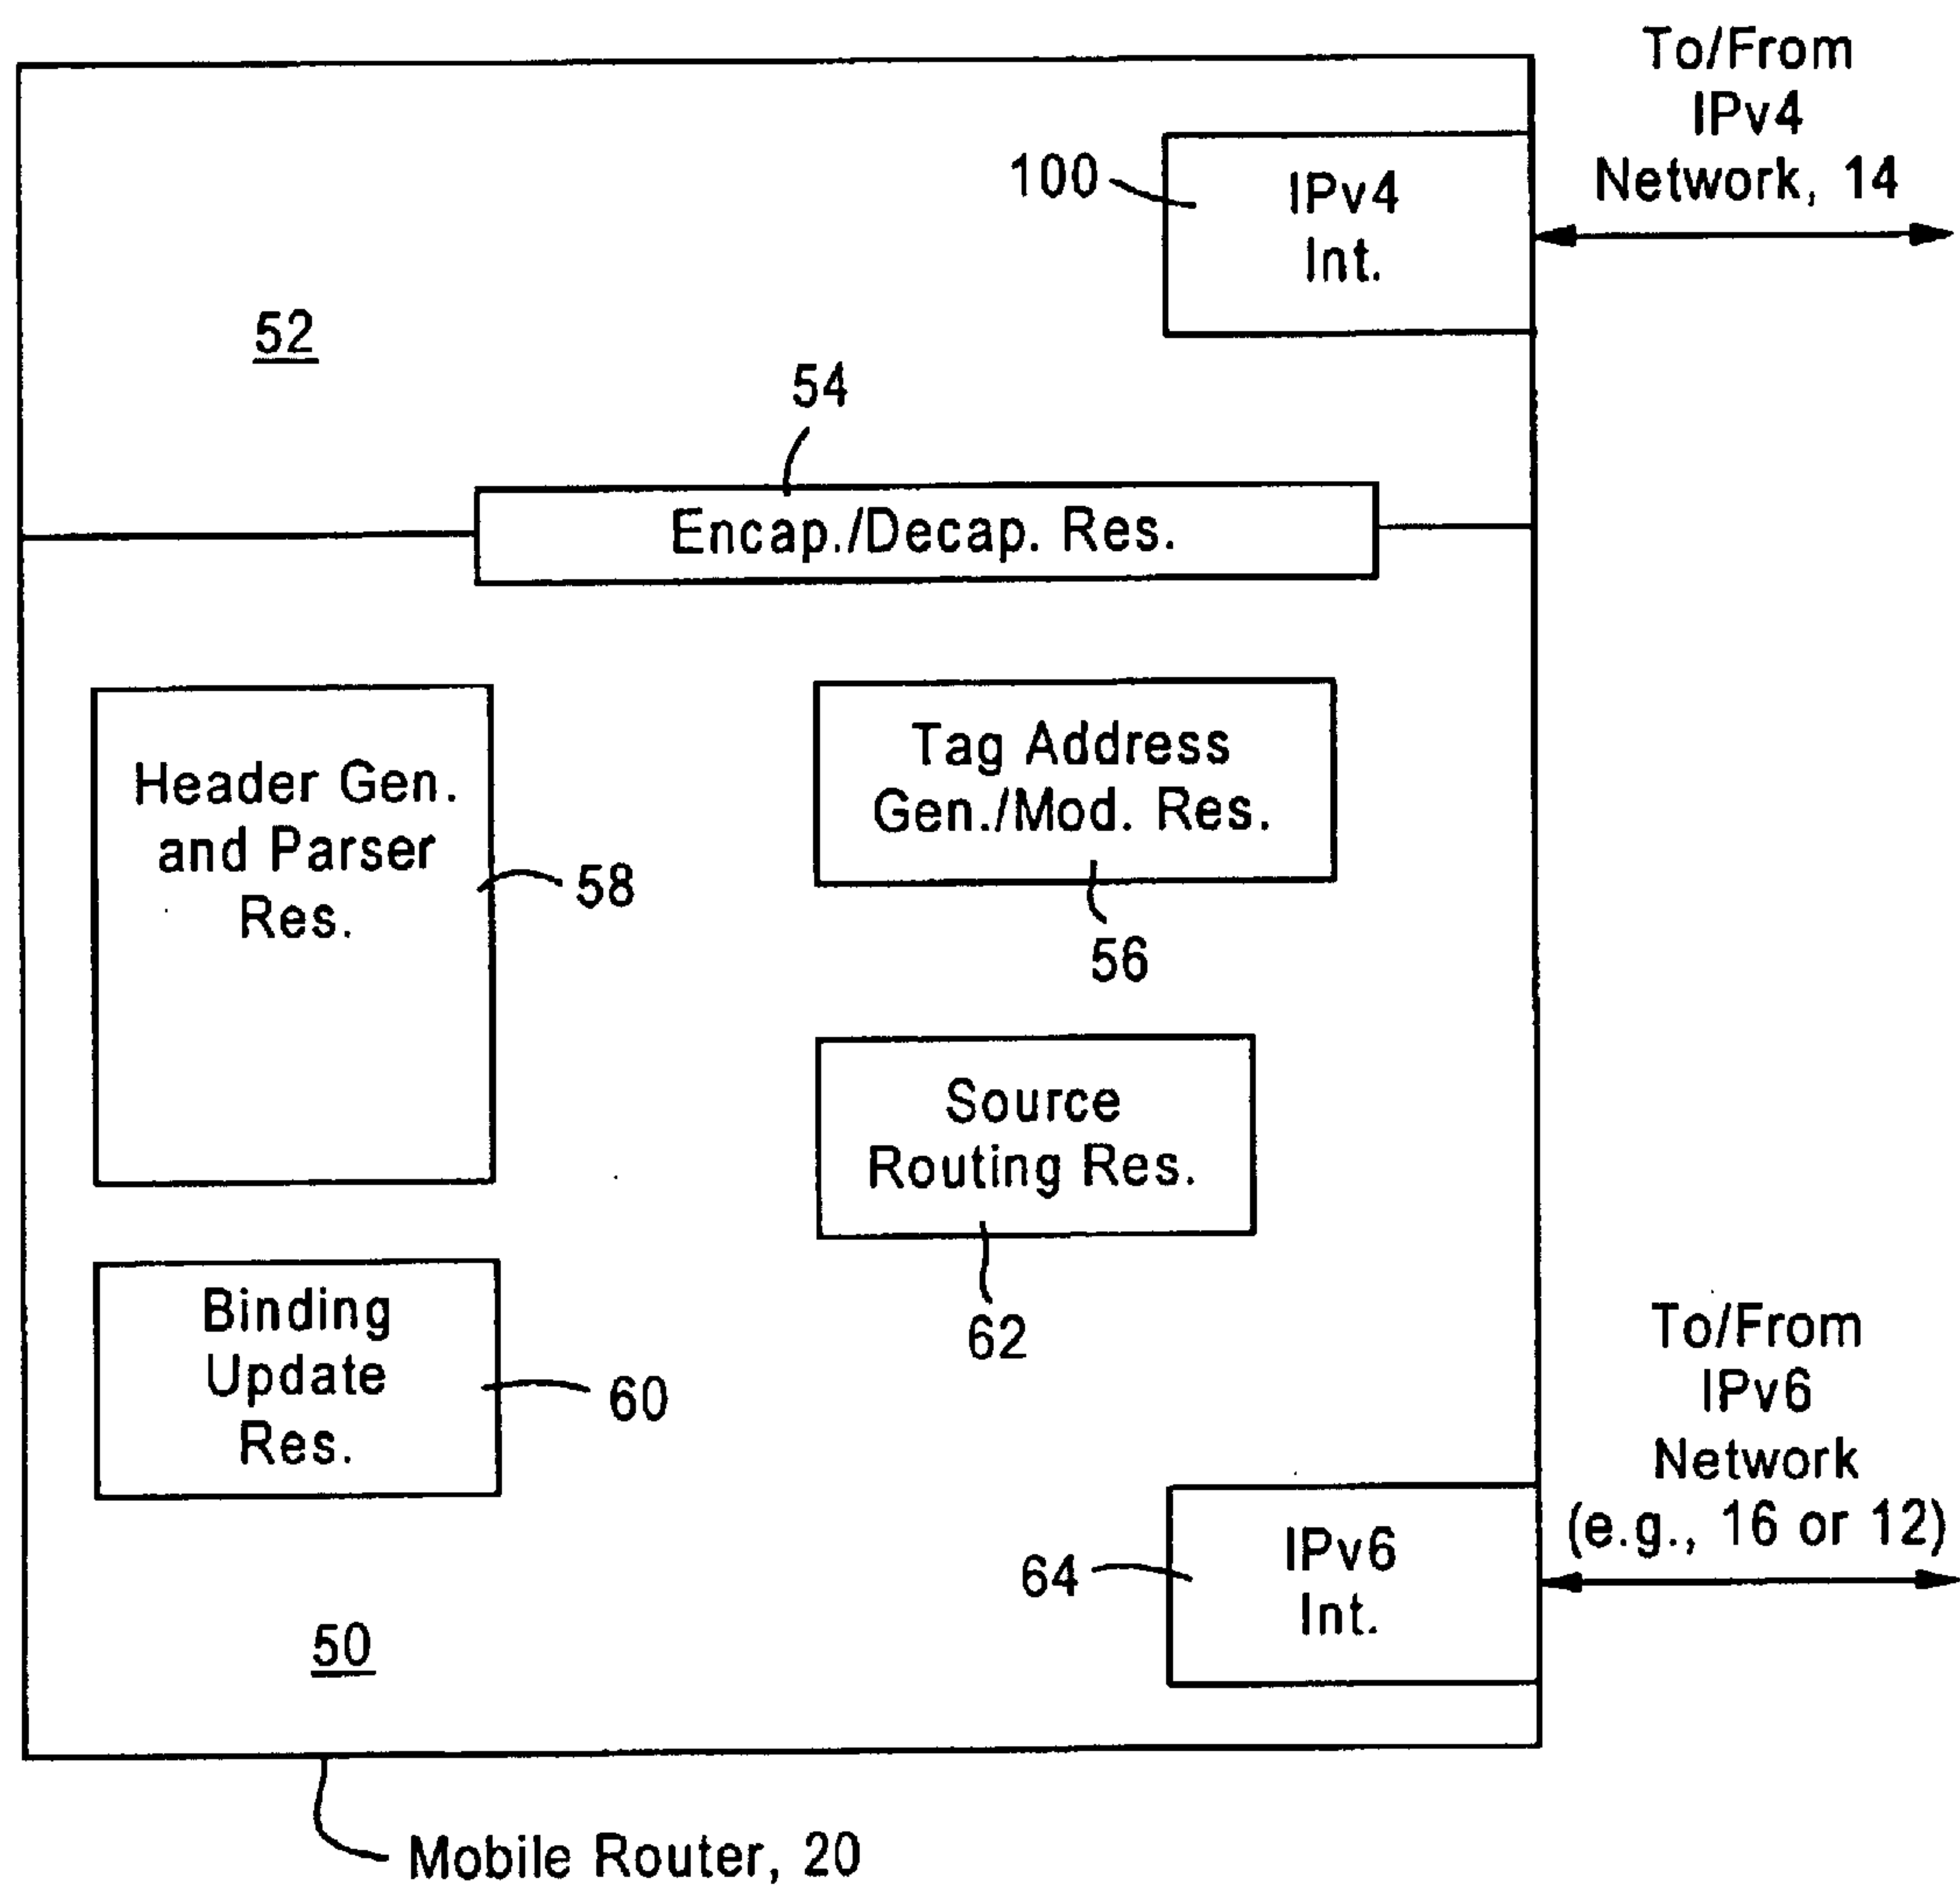 To/From
IPv4
Network, 14
100
IPv4
Int.
52
54
Encap./Decap. Res.
Header Gen.
and Parser
Res.
58
Tag Address
Gen./Mod. Res.
56
Source
Routing Res.
62
Binding
Update
Res.
60
To/From
IPv6
Network
(e.g., 16 or 12)
64
IPv6
Int.
50
Mobile Router, 20